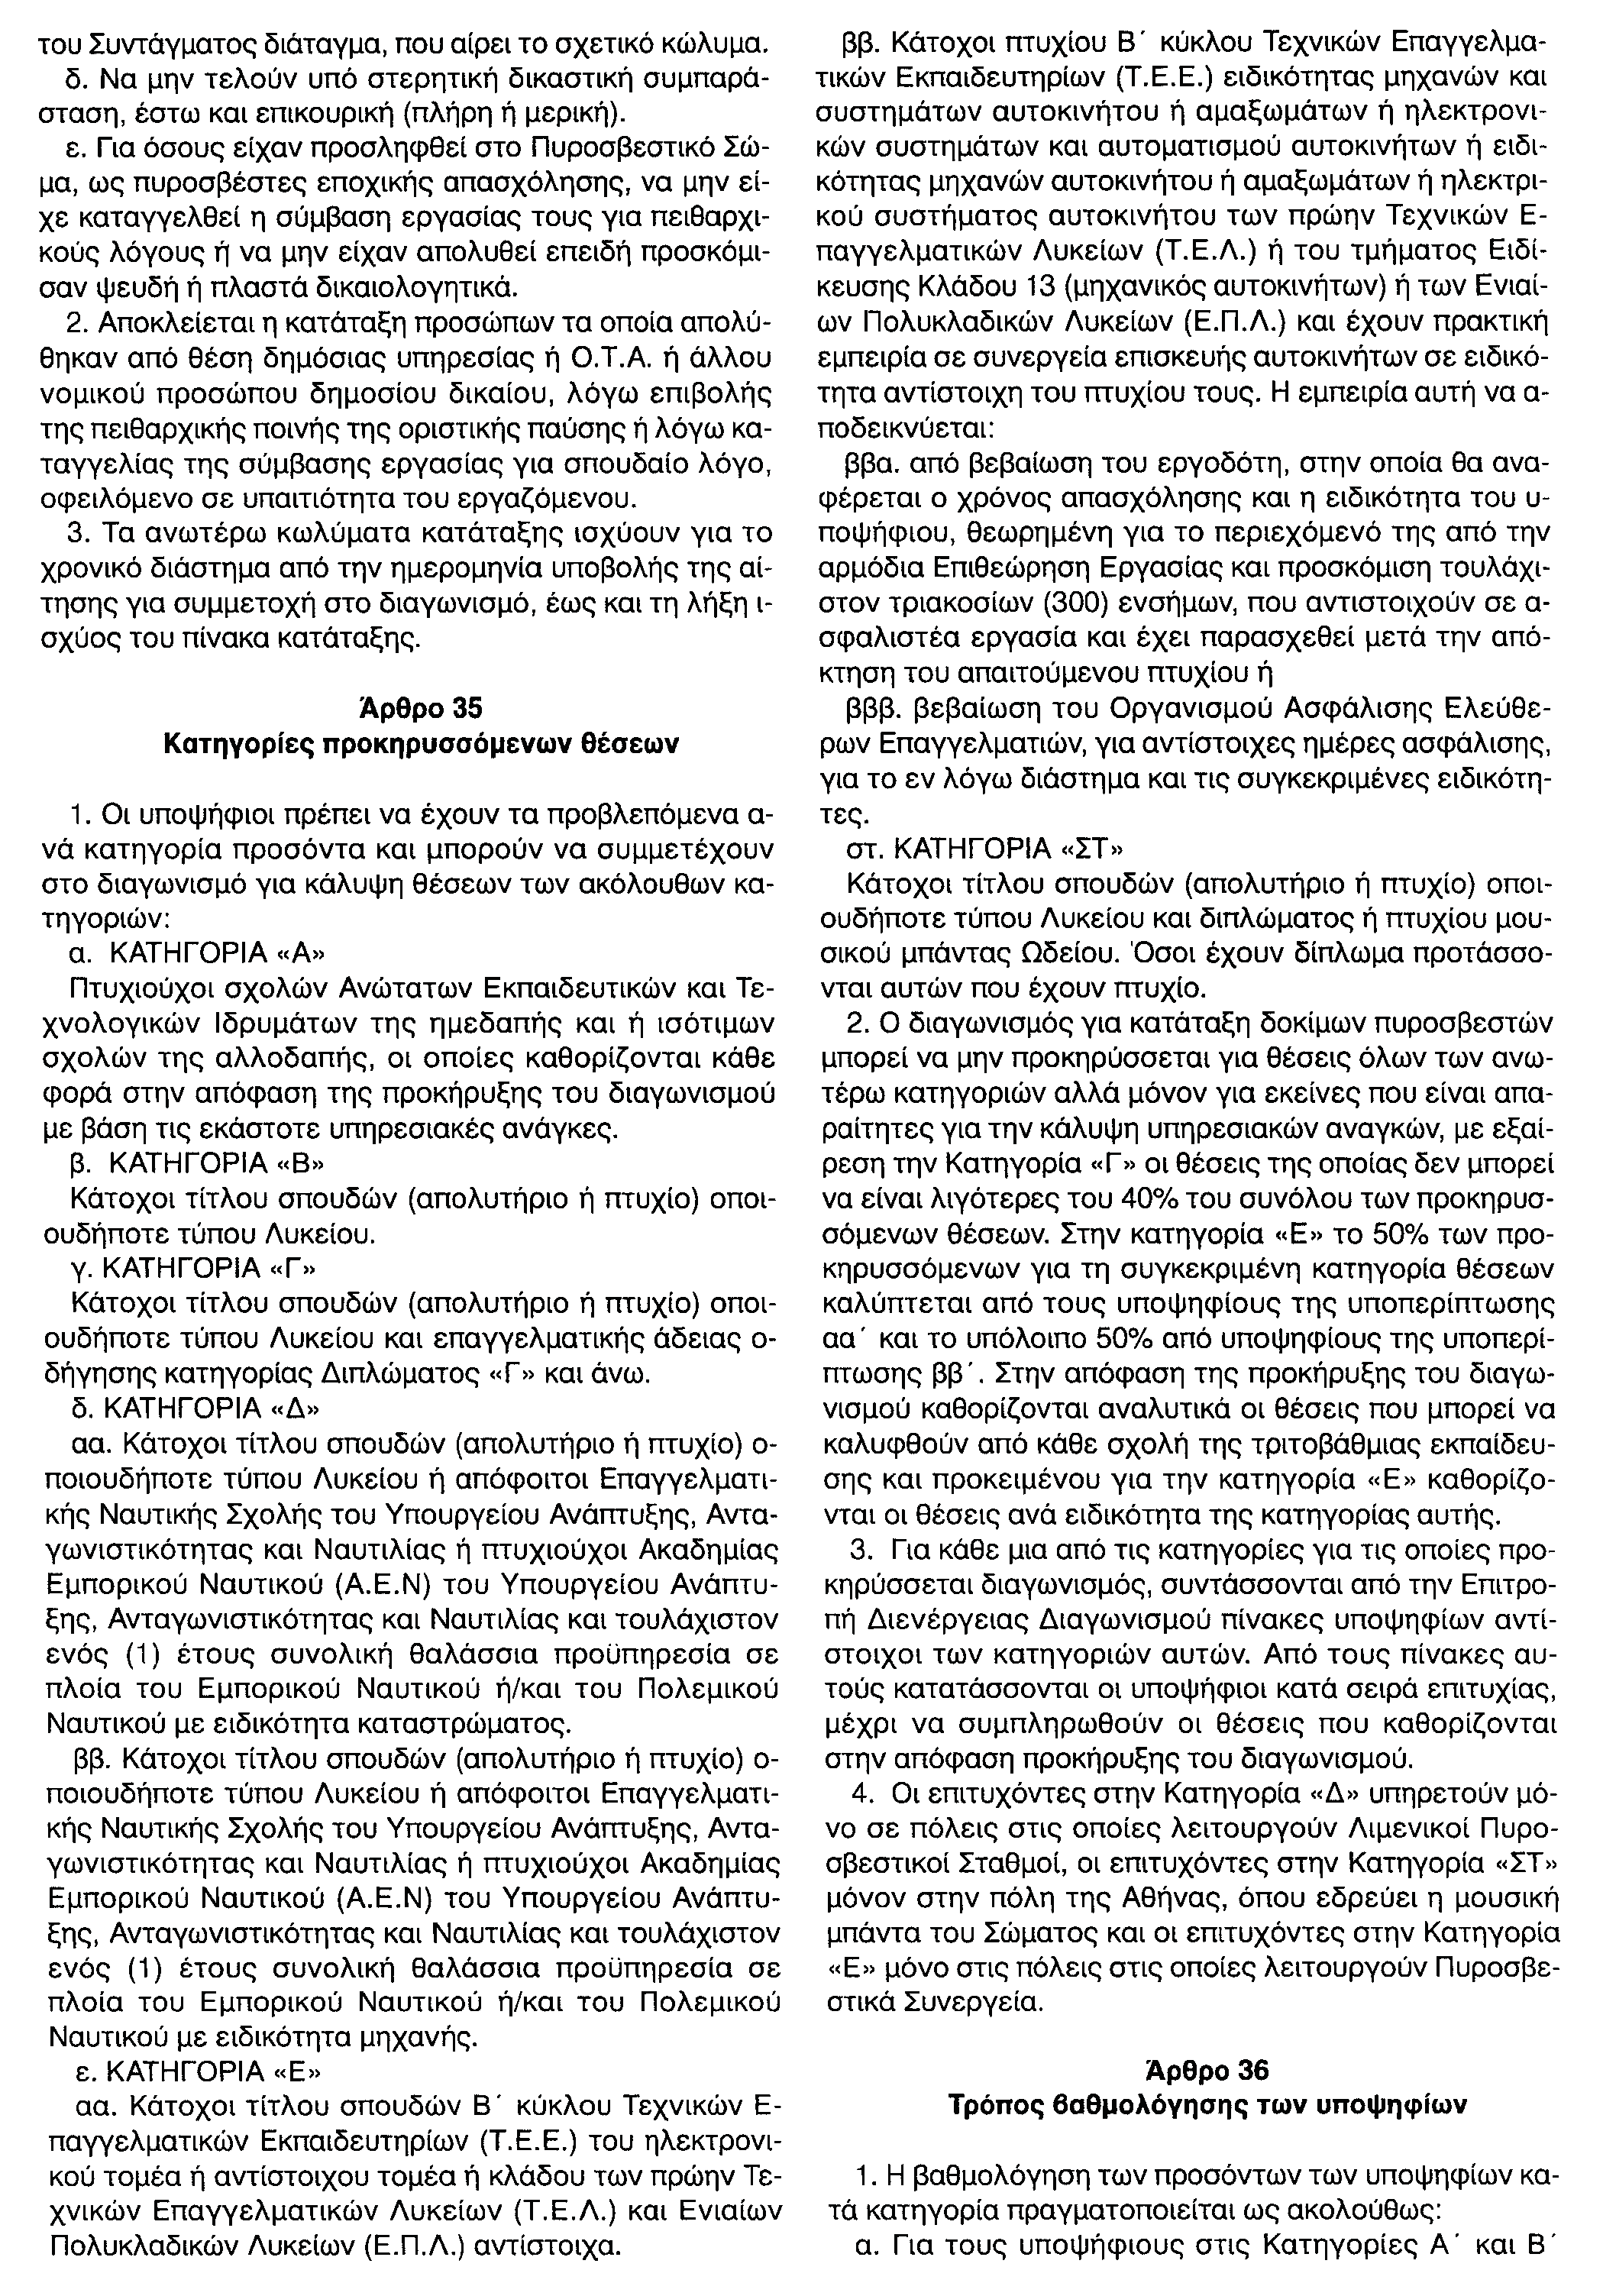 του Συντάγματος διάταγμα, που αίρει το σχετικό κώλυμα.
δ. Να μην τελούν υπό στερητική δικαστική συμπαρά-
σταση, έστω και επικουρική (πλήρη ή μερική).
ε. Για όσους είχαν προσληφθεί στο Πυροσβεστικό Σώ-
μα, ως πυροσβέστες εποχικής απασχόλησης, να μην εί-
χε καταγγελθεί η σύμβαση εργασίας τους για πειθαρχι-
κούς λόγους ή να μην είχαν απολυθεί επειδή προσκόμι-
σαν ψευδή ή πλαστά δικαιολογητικά.
2. Αποκλείεται η κατάταξη προσώπων τα οποία απολύ-
θηκαν από θέση δημόσιας υπηρεσίας ή Ο.Τ.Α. ή άλλου
νομικού προσώπου δημοσίου δικαίου, λόγω επιβολής
της πειθαρχικής ποινής της οριστικής παύσης ή λόγω κα-
ταγγελίας της σύμβασης εργασίας για σπουδαίο λόγο,
οφειλόμενο σε υπαιτιότητα του εργαζόμενου.
3. Τα ανωτέρω κωλύματα κατάταξης ισχύουν για το
χρονικό διάστημα από την ημερομηνία υποβολής της αί-
τησης για συμμετοχή στο διαγωνισμό, έως και τη λήξη ι-
σχύος του πίνακα κατάταξης.
Άρθρο 35
Κατηγορίες προκηρυσσόμενων θέσεων
1. Οι υποψήφιοι πρέπει να έχουν τα προβλεπόμενα α-
νά κατηγορία προσόντα και μπορούν να συμμετέχουν
στο διαγωνισμό για κάλυψη θέσεων των ακόλουθων κα-
τηγοριών:
α. ΚΑΤΗΓΟΡΙΑ «Α»
Πτυχιούχοι σχολών Ανώτατων Εκπαιδευτικών και Τε-
χνολογικών Ιδρυμάτων της ημεδαπής και ή ισότιμων
σχολών της αλλοδαπής, οι οποίες καθορίζονται κάθε
φορά στην απόφαση της προκήρυξης του διαγωνισμού
με βάση τις εκάστοτε υπηρεσιακές ανάγκες.
β. ΚΑΤΗΓΟΡΙΑ «Β»
Κάτοχοι τίτλου σπουδών (απολυτήριο ή πτυχίο) οποι-
ουδήποτε τύπου Λυκείου.
γ. ΚΑΤΗΓΟΡΙΑ «Γ»
Κάτοχοι τίτλου σπουδών (απολυτήριο ή πτυχίο) οποι-
ουδήποτε τύπου Λυκείου και επαγγελματικής άδειας ο-
δήγησης κατηγορίας Διπλώματος «Γ» και άνω.
δ. ΚΑΤΗΓΟΡΙΑ «Δ»
αα. Κάτοχοι τίτλου σπουδών (απολυτήριο ή πτυχίο) ο-
ποιουδήποτε τύπου Λυκείου ή απόφοιτοι Επαγγελματι-
κής Ναυτικής Σχολής του Υπουργείου Ανάπτυξης, Αντα-
γωνιστικότητας και Ναυτιλίας ή πτυχιούχοι Ακαδημίας
Εμπορικού Ναυτικού (Α.Ε.Ν) του Υπουργείου Ανάπτυ-
ξης, Ανταγωνιστικότητας και Ναυτιλίας και τουλάχιστον
ενός (1) έτους συνολική θαλάσσια προϋπηρεσία σε
πλοία του Εμπορικού Ναυτικού ή/και του Πολεμικού
Ναυτικού με ειδικότητα καταστρώματος.
ββ. Κάτοχοι τίτλου σπουδών (απολυτήριο ή πτυχίο) ο-
ποιουδήποτε τύπου Λυκείου ή απόφοιτοι Επαγγελματι-
κής Ναυτικής Σχολής του Υπουργείου Ανάπτυξης, Αντα-
γωνιστικότητας και Ναυτιλίας ή πτυχιούχοι Ακαδημίας
Εμπορικού Ναυτικού (Α.Ε.Ν) του Υπουργείου Ανάπτυ-
ξης, Ανταγωνιστικότητας και Ναυτιλίας και τουλάχιστον
ενός (1) έτους συνολική θαλάσσια προϋπηρεσία σε
πλοία του Εμπορικού Ναυτικού ή/και του Πολεμικού
Ναυτικού με ειδικότητα μηχανής.
ε. ΚΑΤΗΓΟΡΙΑ «Ε»
αα. Κάτοχοι τίτλου σπουδών Β΄ κύκλου Τεχνικών Ε-
παγγελματικών Εκπαιδευτηρίων (Τ.Ε.Ε.) του ηλεκτρονι-
κού τομέα ή αντίστοιχου τομέα ή κλάδου των πρώην Τε-
χνικών Επαγγελματικών Λυκείων (Τ.Ε.Λ.) και Ενιαίων
Πολυκλαδικών Λυκείων (Ε.Π.Λ.) αντίστοιχα.
ββ. Κάτοχοι πτυχίου Β΄ κύκλου Τεχνικών Επαγγελμα-
τικών Εκπαιδευτηρίων (Τ.Ε.Ε.) ειδικότητας μηχανών και
συστημάτων αυτοκινήτου ή αμαξωμάτων ή ηλεκτρονι-
κών συστημάτων και αυτοματισμού αυτοκινήτων ή ειδι-
κότητας μηχανών αυτοκινήτου ή αμαξωμάτων ή ηλεκτρι-
κού συστήματος αυτοκινήτου των πρώην Τεχνικών Ε-
παγγελματικών Λυκείων (Τ.Ε.Λ.) ή του τμήματος Ειδί-
κευσης Κλάδου 13 (μηχανικός αυτοκινήτων) ή των Ενιαί-
ων Πολυκλαδικών Λυκείων (Ε.Π.Λ.) και έχουν πρακτική
εμπειρία σε συνεργεία επισκευής αυτοκινήτων σε ειδικό-
τητα αντίστοιχη του πτυχίου τους. Η εμπειρία αυτή να α-
ποδεικνύεται:
ββα. από βεβαίωση του εργοδότη, στην οποία θα ανα-
φέρεται ο χρόνος απασχόλησης και η ειδικότητα του υ-
ποψήφιου, θεωρημένη για το περιεχόμενό της από την
αρμόδια Επιθεώρηση Εργασίας και προσκόμιση τουλάχι-
στον τριακοσίων (300) ενσήμων, που αντιστοιχούν σε α-
σφαλιστέα εργασία και έχει παρασχεθεί μετά την από-
κτηση του απαιτούμενου πτυχίου ή
βββ. βεβαίωση του Οργανισμού Ασφάλισης Ελεύθε-
ρων Επαγγελματιών, για αντίστοιχες ημέρες ασφάλισης,
για το εν λόγω διάστημα και τις συγκεκριμένες ειδικότη-
τες.
στ. ΚΑΤΗΓΟΡΙΑ «ΣΤ»
Κάτοχοι τίτλου σπουδών (απολυτήριο ή πτυχίο) οποι-
ουδήποτε τύπου Λυκείου και διπλώματος ή πτυχίου μου-
σικού μπάντας Ωδείου. Όσοι έχουν δίπλωμα προτάσσο-
νται αυτών που έχουν πτυχίο.
2. Ο διαγωνισμός για κατάταξη δοκίμων πυροσβεστών
μπορεί να μην προκηρύσσεται για θέσεις όλων των ανω-
τέρω κατηγοριών αλλά μόνον για εκείνες που είναι απα-
ραίτητες για την κάλυψη υπηρεσιακών αναγκών, με εξαί-
ρεση την Κατηγορία «Γ» οι θέσεις της οποίας δεν μπορεί
να είναι λιγότερες του 40% του συνόλου των προκηρυσ-
σόμενων θέσεων. Στην κατηγορία «Ε» το 50% των προ-
κηρυσσόμενων για τη συγκεκριμένη κατηγορία θέσεων
καλύπτεται από τους υποψηφίους της υποπερίπτωσης
αα΄ και το υπόλοιπο 50% από υποψηφίους της υποπερί-
πτωσης ββ΄. Στην απόφαση της προκήρυξης του διαγω-
νισμού καθορίζονται αναλυτικά οι θέσεις που μπορεί να
καλυφθούν από κάθε σχολή της τριτοβάθμιας εκπαίδευ-
σης και προκειμένου για την κατηγορία «Ε» καθορίζο-
νται οι θέσεις ανά ειδικότητα της κατηγορίας αυτής.
3. Για κάθε μια από τις κατηγορίες για τις οποίες προ-
κηρύσσεται διαγωνισμός, συντάσσονται από την Επιτρο-
πή Διενέργειας Διαγωνισμού πίνακες υποψηφίων αντί-
στοιχοι των κατηγοριών αυτών. Από τους πίνακες αυ-
τούς κατατάσσονται οι υποψήφιοι κατά σειρά επιτυχίας,
μέχρι να συμπληρωθούν οι θέσεις που καθορίζονται
στην απόφαση προκήρυξης του διαγωνισμού.
4. Οι επιτυχόντες στην Κατηγορία «Δ» υπηρετούν μό-
νο σε πόλεις στις οποίες λειτουργούν Λιμενικοί Πυρο-
σβεστικοί Σταθμοί, οι επιτυχόντες στην Κατηγορία «ΣΤ»
μόνον στην πόλη της Αθήνας, όπου εδρεύει η μουσική
μπάντα του Σώματος και οι επιτυχόντες στην Κατηγορία
«Ε» μόνο στις πόλεις στις οποίες λειτουργούν Πυροσβε-
στικά Συνεργεία.
Άρθρο 36
Τρόπος βαθμολόγησης των υποψηφίων
1. Η βαθμολόγηση των προσόντων των υποψηφίων κα-
τά κατηγορία πραγματοποιείται ως ακολούθως:
α. Για τους υποψήφιους στις Κατηγορίες Α΄ και Β΄